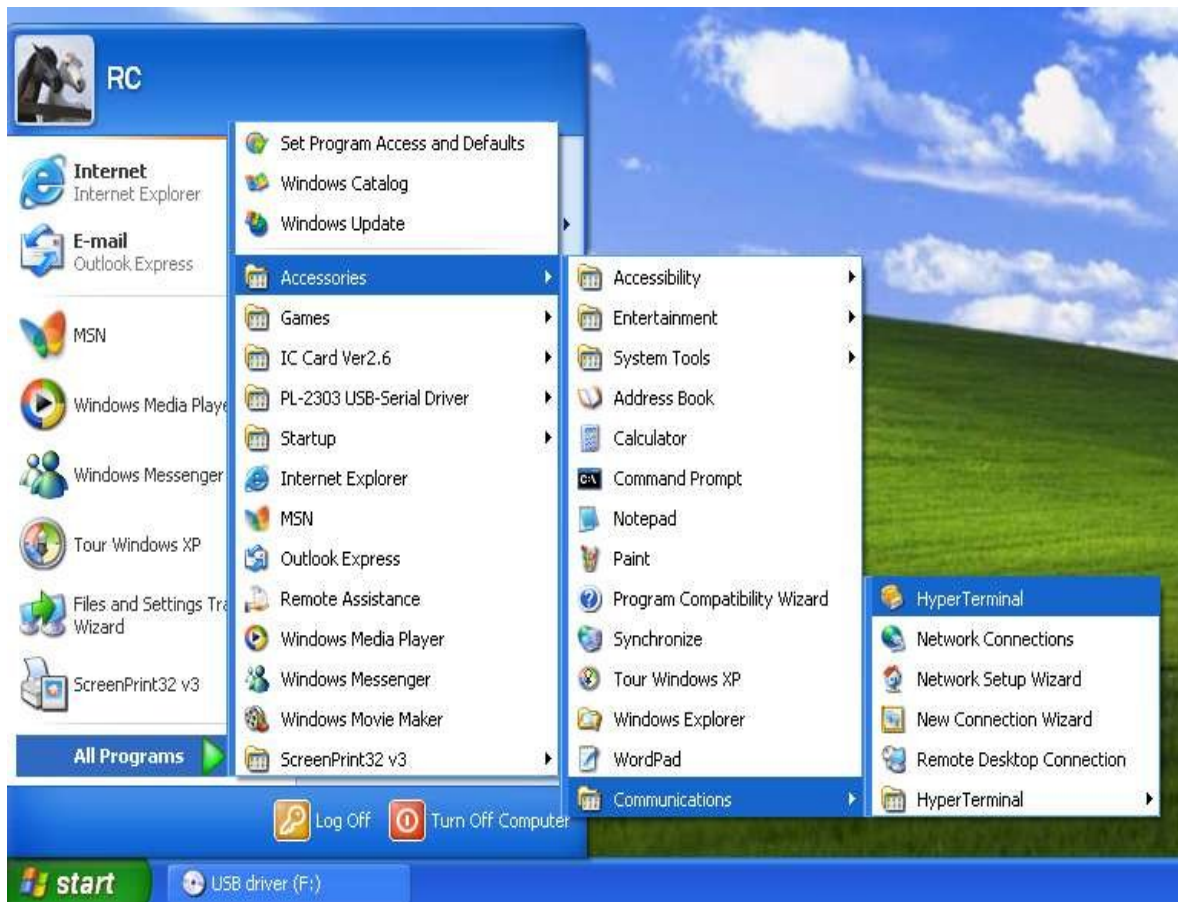 RC
Internet
Internet Explorer
E-mail
Outlook Express
MSN
Windows Media Playe
Windows Messenger
Tour Windows XP
Files and Settings Tra
Wizard
ScreenPrint32 v3
All Programs
Set Program Access and Defaults
Windows Catalog
Windows Update
Accessories
Games
IC Card Ver2.6
PL-2303 USB-Serial Driver
Startup
Internet Explorer
MSN
Outlook Express
Remote Assistance
Windows Media Player
Windows Messenger
Windows Movie Maker
ScreenPrint32 v3
Accessibility
Entertainment
System Tools
Address Book
Calculator
Command Prompt
Notepad
Paint
Program Compatibility Wizard
Synchronize
Tour Windows XP
Windows Explorer
WordPad
Communications
HyperTerminal
Network Connections
Network Setup Wizard
New Connection Wizard
Remote Desktop Connection
HyperTerminal
Log Off
Turn Off Computer
start
USB driver (F:)